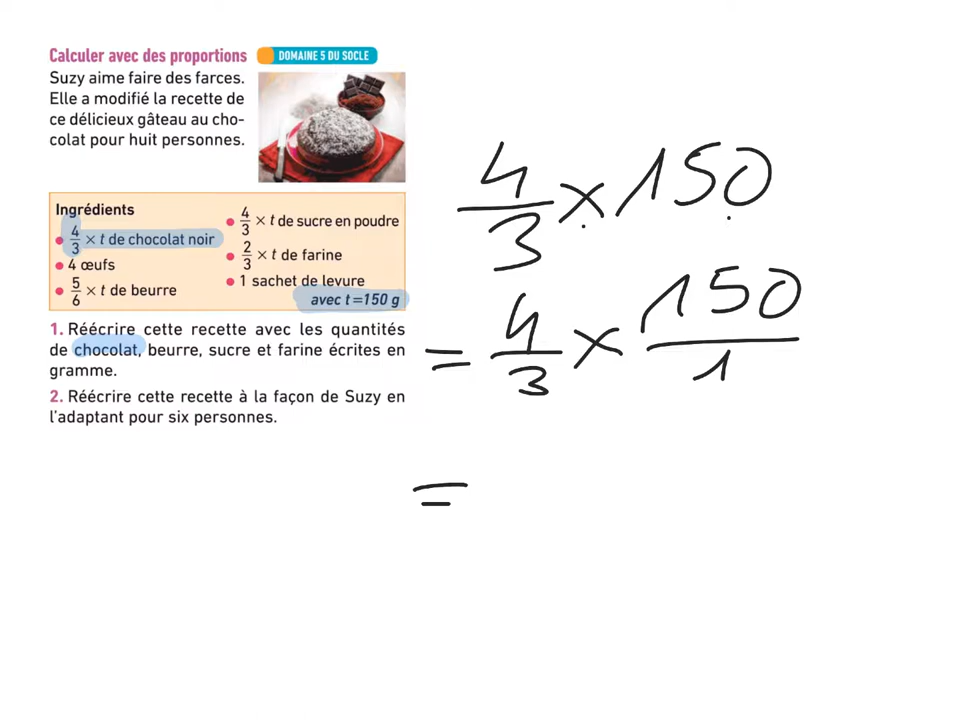 Calculer avec des proportions DOMAINE 5 DU SOCLE
Suzy aime faire des farces.
Elle a modifié la recette de
ce délicieux gâteau au cho-
colat pour huit personnes.
Ingrédients
• 4/3 × t de chocolat noir
• 4 œufs
• 5/6 × t de beurre
• 4/3 × t de sucre en poudre
• 2/3 × t de farine
• 1 sachet de levure
avec t=150 g
1. Réécrire cette recette avec les quantités
de chocolat, beurre, sucre et farine écrites en
gramme.
2. Réécrire cette recette à la façon de Suzy en
l'adaptant pour six personnes.
4/3 × 150
= 4/3 × 150/1
=